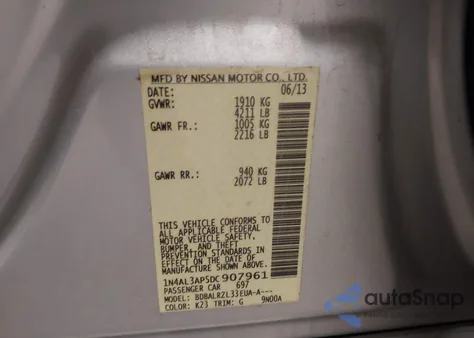 MFD BY NISSAN MOTOR CO., LTD.
DATE: 06/13
GVWR: 1910 KG
4211 LB
GAWR FR.: 1005 KG
2216 LB
GAWR RR.: 940 KG
2072 LB
THIS VEHICLE CONFORMS TO
ALL APPLICABLE FEDERAL
MOTOR VEHICLE SAFETY,
BUMPER, AND THEFT
PREVENTION STANDARDS IN
EFFECT ON THE DATE OF
MANUFACTURE SHOWN ABOVE.
1N4AL3AP5DC907961
PASSENGER CAR 697
MODEL: BDBALRZL33EUA-A---
COLOR: K23 TRIM: G 9N00A
autoSnap